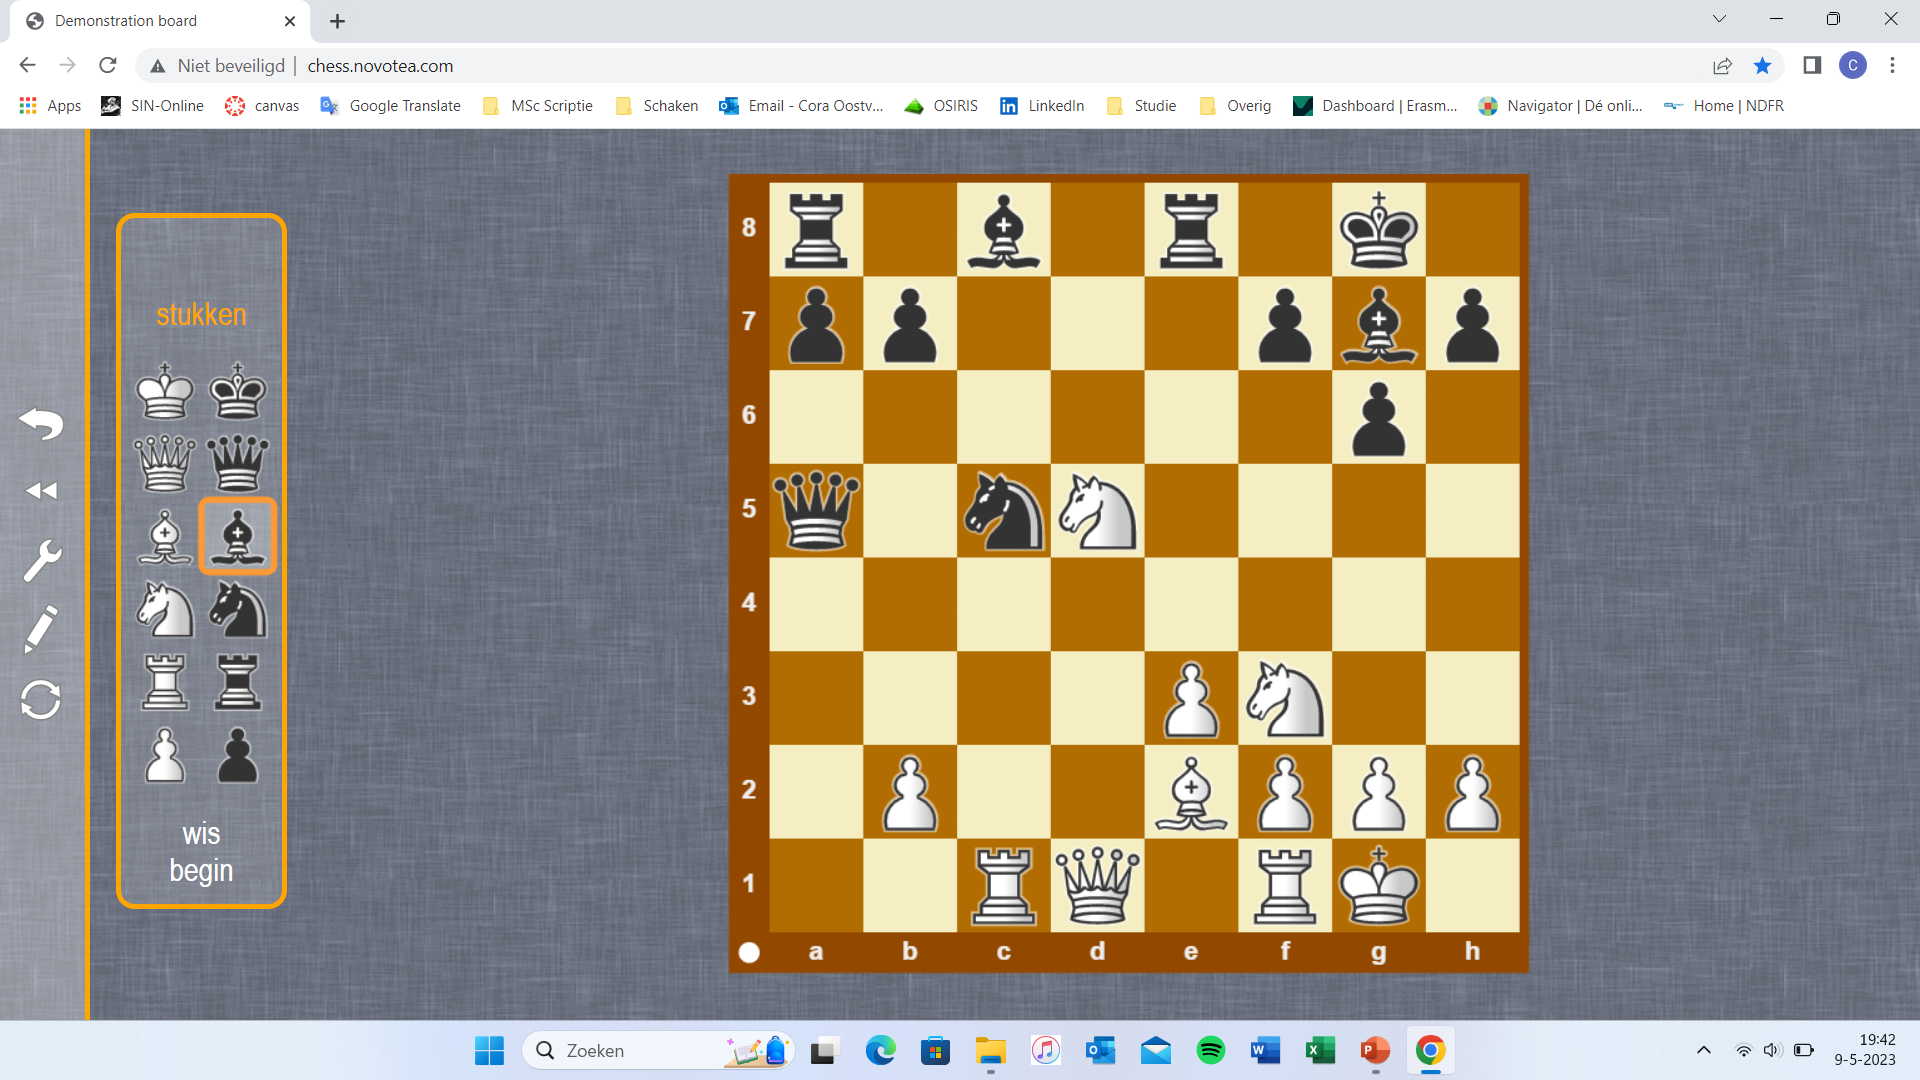 Demonstration board
Niet beveiligd | chess.novotea.com
C
Apps SIN-Online canvas Google Translate MSc Scriptie Schaken Email - Cora Oostv... OSIRIS LinkedIn Studie Overig Dashboard | Erasm... Navigator | Dé onli... Home | NDFR
stukken
wis
begin
8
7
6
5
4
3
2
1
a b c d e f g h
Zoeken
19:42
9-5-2023